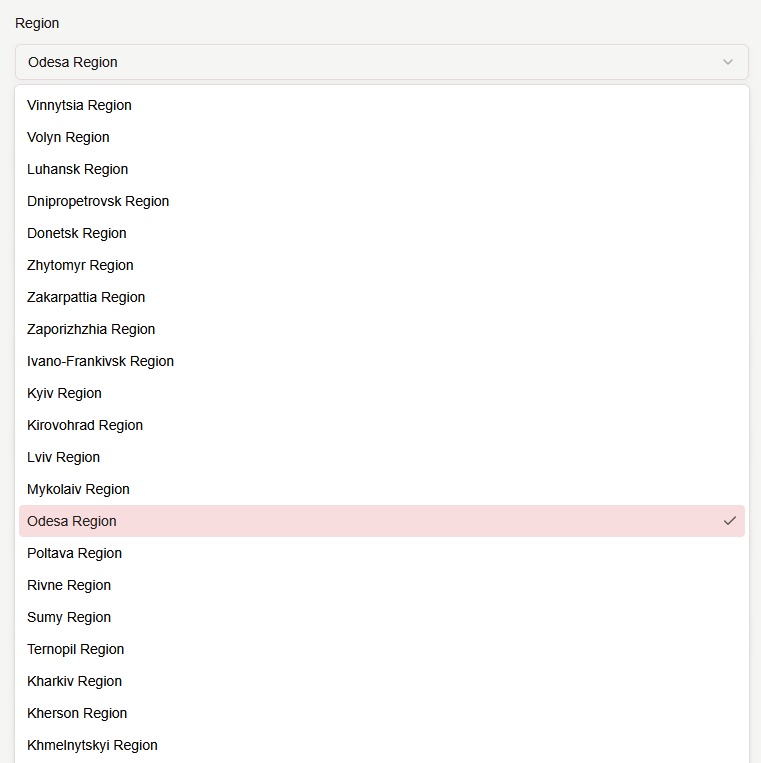 Region
Odesa Region
Vinnytsia Region
Volyn Region
Luhansk Region
Dnipropetrovsk Region
Donetsk Region
Zhytomyr Region
Zakarpattia Region
Zaporizhzhia Region
Ivano-Frankivsk Region
Kyiv Region
Kirovohrad Region
Lviv Region
Mykolaiv Region
Odesa Region
Poltava Region
Rivne Region
Sumy Region
Ternopil Region
Kharkiv Region
Kherson Region
Khmelnytskyi Region